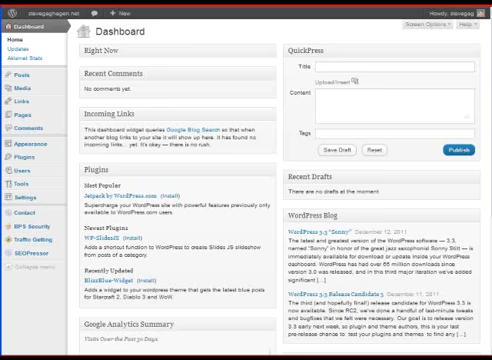 stevegaghagen.net
+ New
Howdy, stevegag
Dashboard
Home
Updates
Akismet Stats
Posts
Media
Links
Pages
Comments
Appearance
Plugins
Users
Tools
Settings
Contact
BPS Security
Traffic Getting
SEOPressor
Collapse menu
Dashboard
Screen Options
Help
Right Now
Recent Comments
No comments yet.
Incoming Links
This dashboard widget queries Google Blog Search so that when
another blog links to your site it will show up here. It has found no
incoming links… yet. It's okay — there is no rush.
Plugins
Most Popular
Jetpack by WordPress.com (Install)
Supercharge your WordPress site with powerful features previously only
available to WordPress.com users.
Newest Plugins
WP-SlidesJS (Install)
Adds a shortcode function to WordPress to create Slides JS slideshow
from posts of a category.
Recently Updated
BlizzBlue-Widget (Install)
Adds a widget to your wordpress theme that gets the latest blue posts for
Starcraft 2, Diablo 3 and WoW.
Google Analytics Summary
Visits Over the Past 30 Days
QuickPress
Title
Upload/Insert
Content
Tags
Save Draft
Reset
Publish
Recent Drafts
There are no drafts at the moment
WordPress Blog
WordPress 3.3 "Sonny" December 12, 2011
The latest and greatest version of the WordPress software — 3.3,
named "Sonny" in honor of the great jazz saxophonist Sonny Stitt — is
immediately available for download or update inside your WordPress
dashboard. WordPress has had over 65 million downloads since
version 3.0 was released, and in this third major iteration we've added
significant […]
WordPress 3.3 Release Candidate 3 December 11, 2011
The third (and hopefully final!) release candidate for WordPress 3.3 is
now available. Since RC2, we've done a handful of last-minute tweaks
and bugfixes that we felt were necessary. Our goal is to release version
3.3 early next week, so plugin and theme authors, this is your last
pre-release chance to test your plugins and themes to find any […]